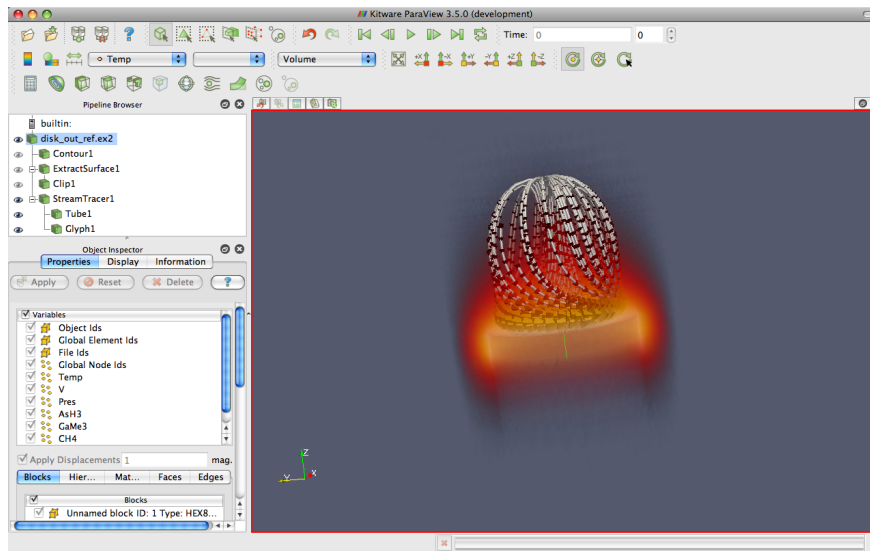 Kitware ParaView 3.5.0 (development)
Time: 0 0
Temp Volume
+X -X +Y -Y +Z -Z
Pipeline Browser
builtin:
disk_out_ref.ex2
Contour1
ExtractSurface1
Clip1
StreamTracer1
Tube1
Glyph1
Object Inspector
Properties Display Information
Apply Reset Delete ?
Variables
Object Ids
Global Element Ids
File Ids
Global Node Ids
Temp
V
Pres
AsH3
GaMe3
CH4
Apply Displacements 1 mag.
Blocks Hier... Mat... Faces Edges
Blocks
Unnamed block ID: 1 Type: HEX8...
Z
Y X